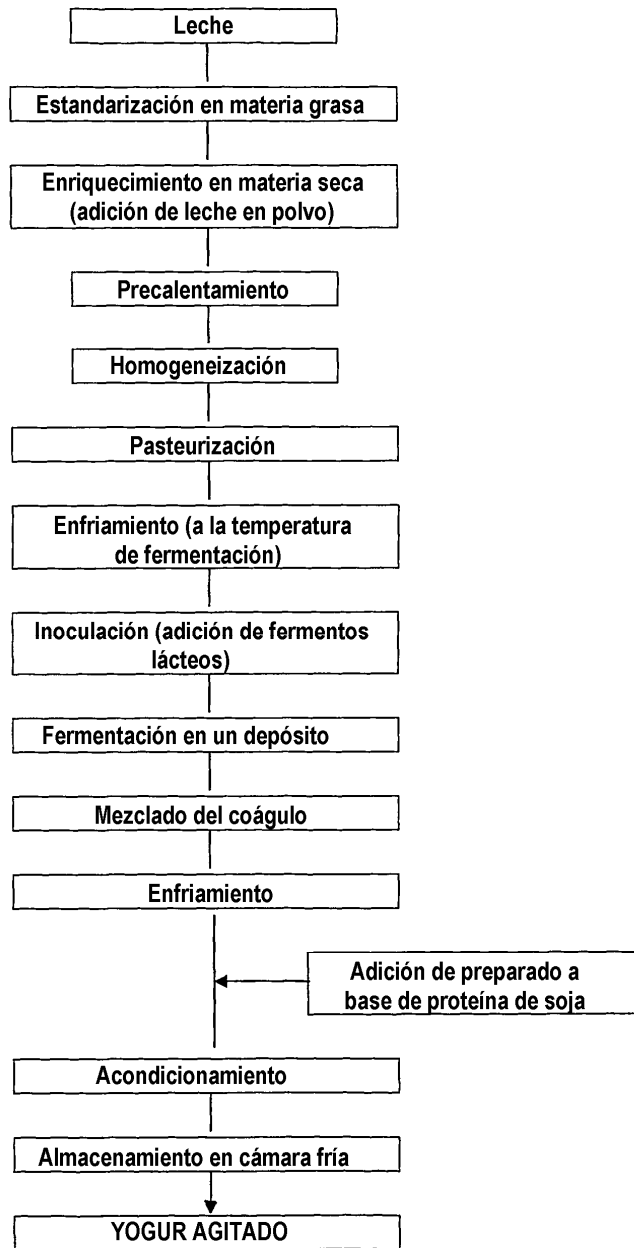 Leche
Estandarización en materia grasa
Enriquecimiento en materia seca
(adición de leche en polvo)
Precalentamiento
Homogeneización
Pasteurización
Enfriamiento (a la temperatura
de fermentación)
Inoculación (adición de fermentos
lácteos)
Fermentación en un depósito
Mezclado del coágulo
Enfriamiento
Adición de preparado a
base de proteína de soja
Acondicionamiento
Almacenamiento en cámara fría
YOGUR AGITADO